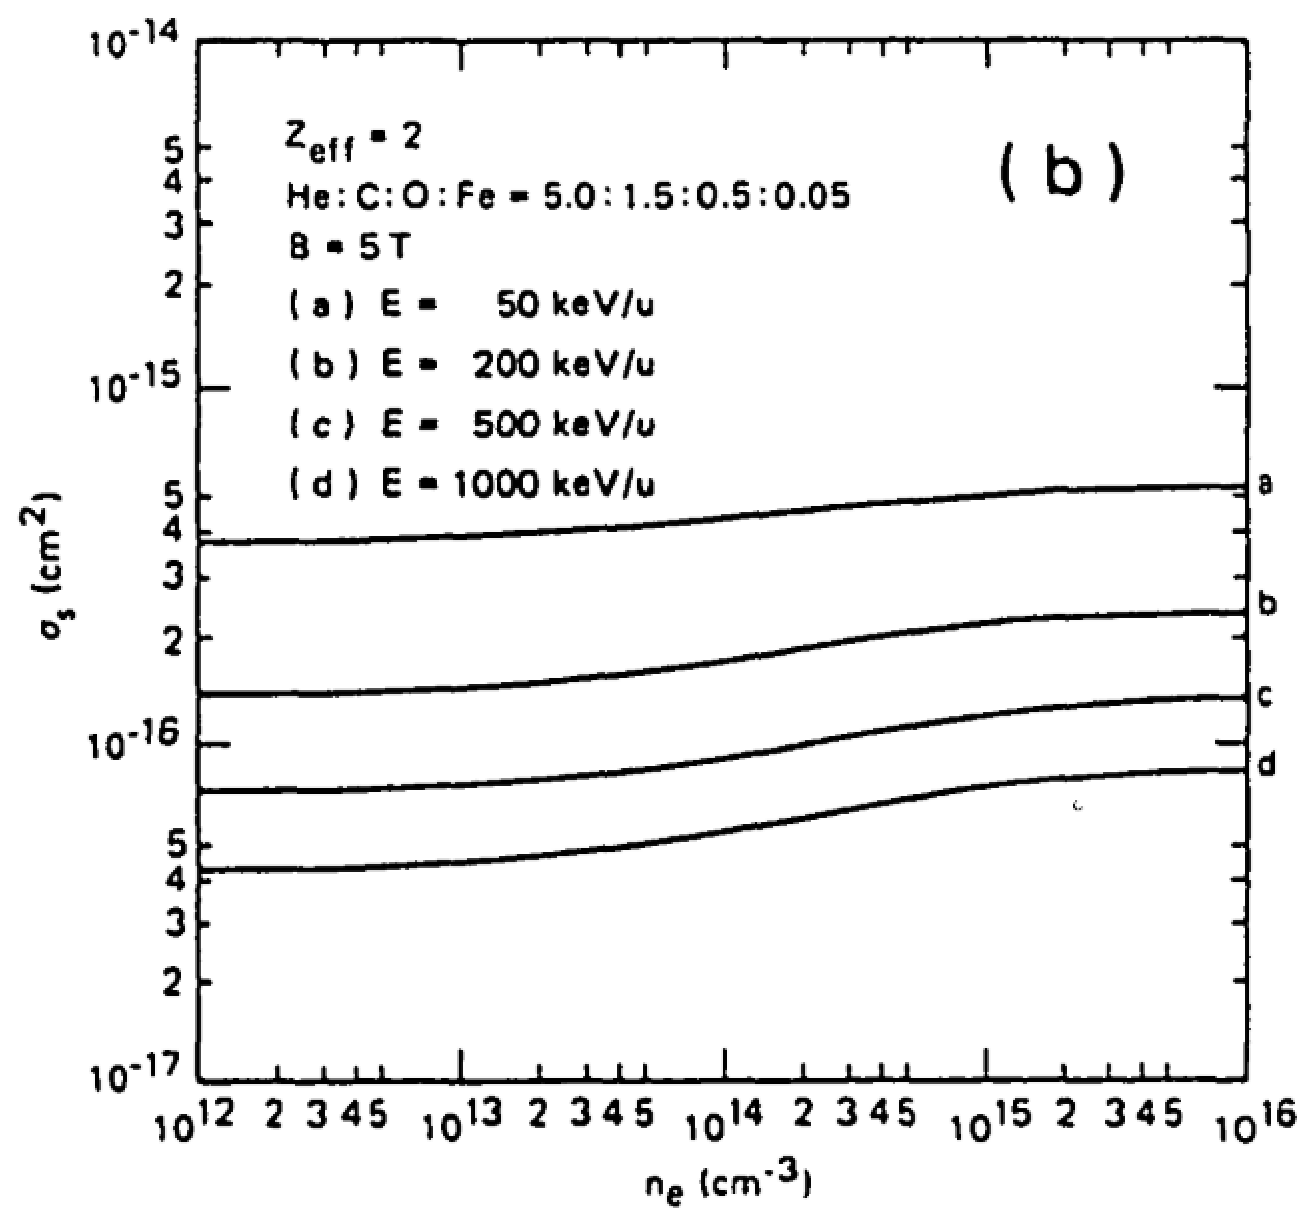 10⁻¹⁴
5
4
3
2
10⁻¹⁵
5
4
3
2
10⁻¹⁶
5
4
3
2
10⁻¹⁷
σₛ (cm²)
Z_eff = 2
He:C:O:Fe = 5.0:1.5:0.5:0.05
B = 5T
(a) E = 50 keV/u
(b) E = 200 keV/u
(c) E = 500 keV/u
(d) E = 1000 keV/u
(b)
a
b
c
d
10¹² 2 3 4 5 10¹³ 2 3 4 5 10¹⁴ 2 3 4 5 10¹⁵ 2 3 4 5 10¹⁶
nₑ (cm⁻³)